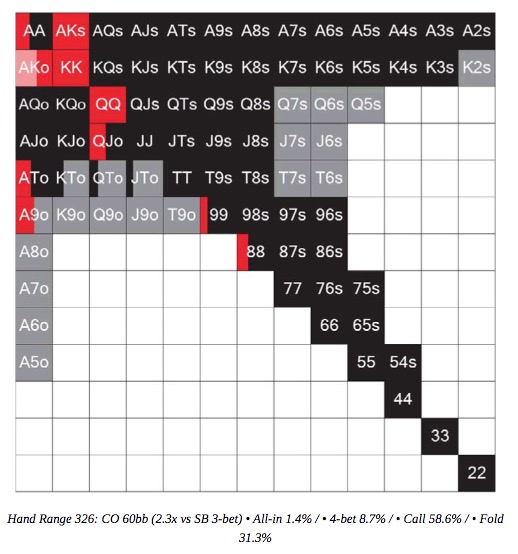 AA AKs AQs AJs ATs A9s A8s A7s A6s A5s A4s A3s A2s
AKo KK KQs KJs KTs K9s K8s K7s K6s K5s K4s K3s K2s
AQo KQo QQ QJs QTs Q9s Q8s Q7s Q6s Q5s
AJo KJo QJo JJ JTs J9s J8s J7s J6s
ATo KTo QTo JTo TT T9s T8s T7s T6s
A9o K9o Q9o J9o T9o 99 98s 97s 96s
A8o 88 87s 86s
A7o 77 76s 75s
A6o 66 65s
A5o 55 54s
44
33
22
Hand Range 326: CO 60bb (2.3x vs SB 3-bet) • All-in 1.4% / • 4-bet 8.7% / • Call 58.6% / • Fold
31.3%